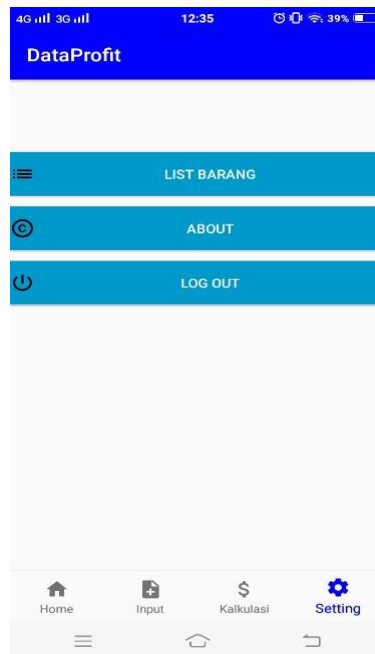 4G 3G 12:35 39%
DataProfit
LIST BARANG
ABOUT
LOG OUT
Home Input Kalkulasi Setting